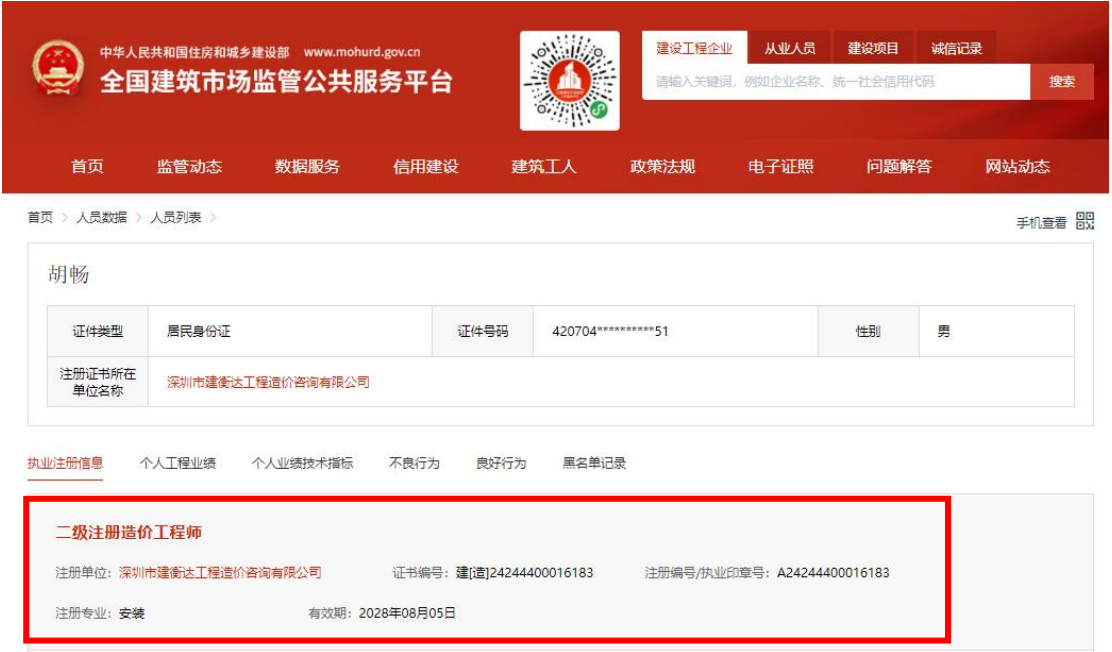 中华人民共和国住房和城乡建设部 www.mohurd.gov.cn
全国建筑市场监管公共服务平台
建设工程企业 从业人员 建设项目 诚信记录
请输入关键词，例如企业名称、统一社会信用代码 搜索
首页 监管动态 数据服务 信用建设 建筑工人 政策法规 电子证照 问题解答 网站动态
首页 > 人员数据 > 人员列表 >
手机查看
胡畅
证件类型 居民身份证 证件号码 420704**********51 性别 男
注册证书所在
单位名称 深圳市建衡达工程造价咨询有限公司
执业注册信息 个人工程业绩 个人业绩技术指标 不良行为 良好行为 黑名单记录
二级注册造价工程师
注册单位：深圳市建衡达工程造价咨询有限公司 证书编号：建[造]24244400016183 注册编号/执业印章号：A24244400016183
注册专业：安装 有效期：2028年08月05日